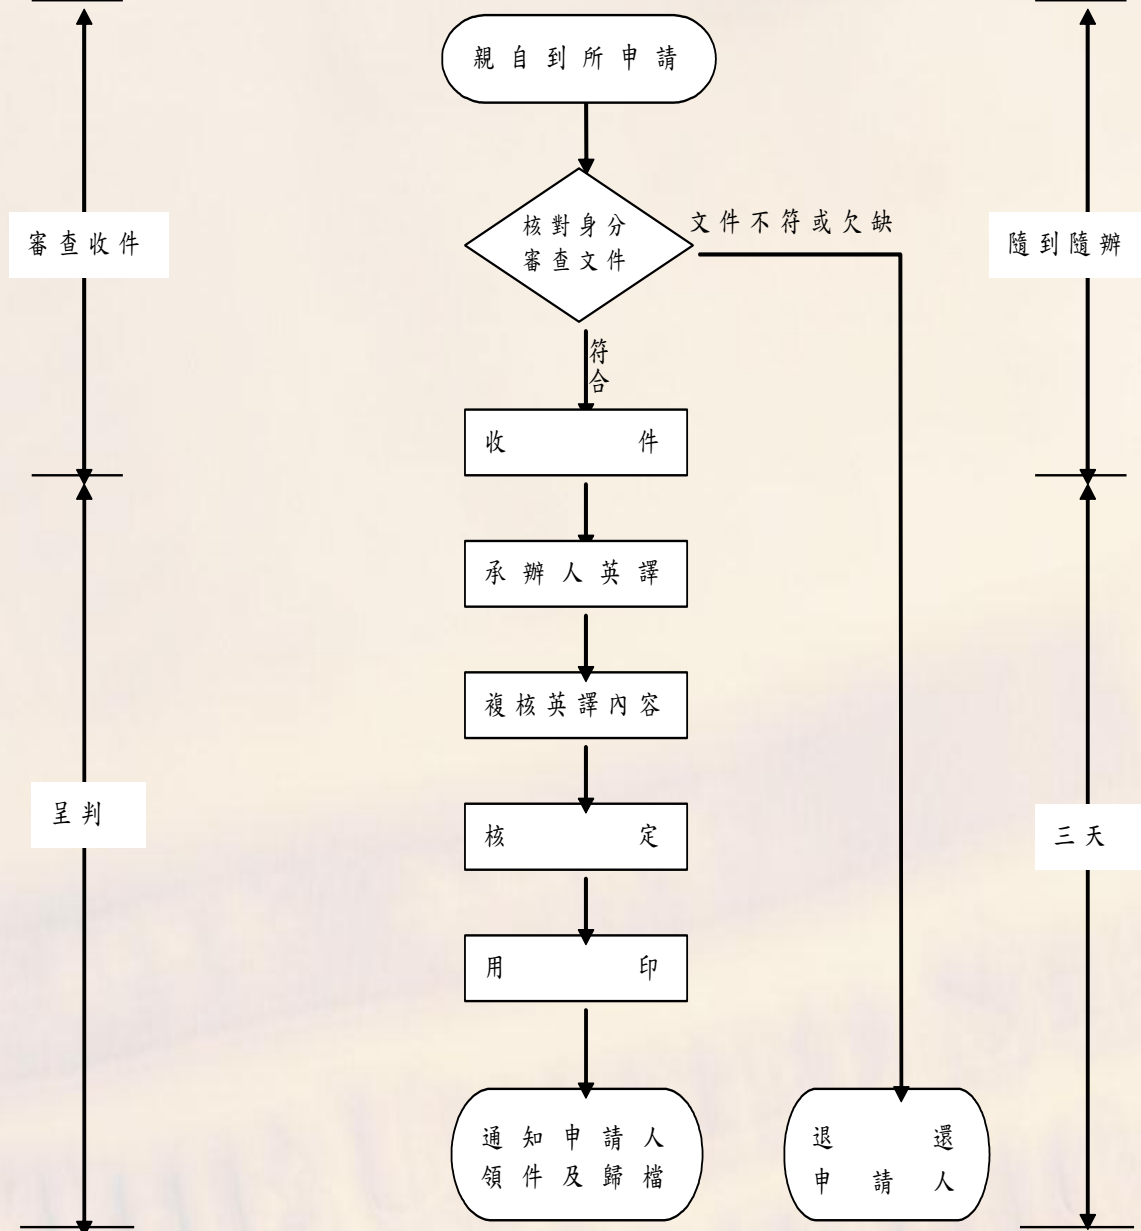 親自到所申請
核對身分
審查文件
文件不符或欠缺
審查收件
隨到隨辦
符
合
收件
承辦人英譯
複核英譯內容
呈判
核定
三天
用印
通知申請人
領件及歸檔
退還
申請人